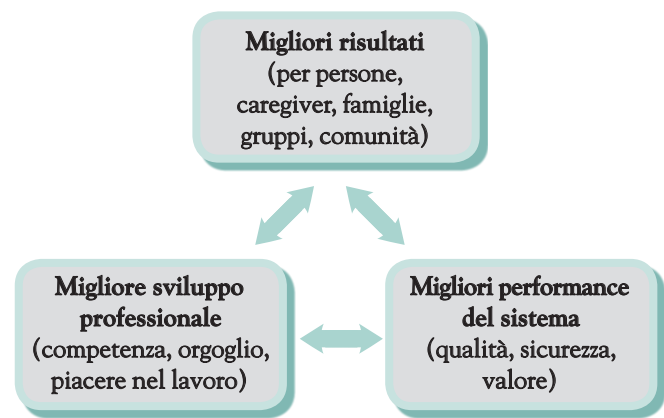 Migliori risultati
(per persone,
caregiver, famiglie,
gruppi, comunità)
Migliore sviluppo
professionale
(competenza, orgoglio,
piacere nel lavoro)
Migliori performance
del sistema
(qualità, sicurezza,
valore)